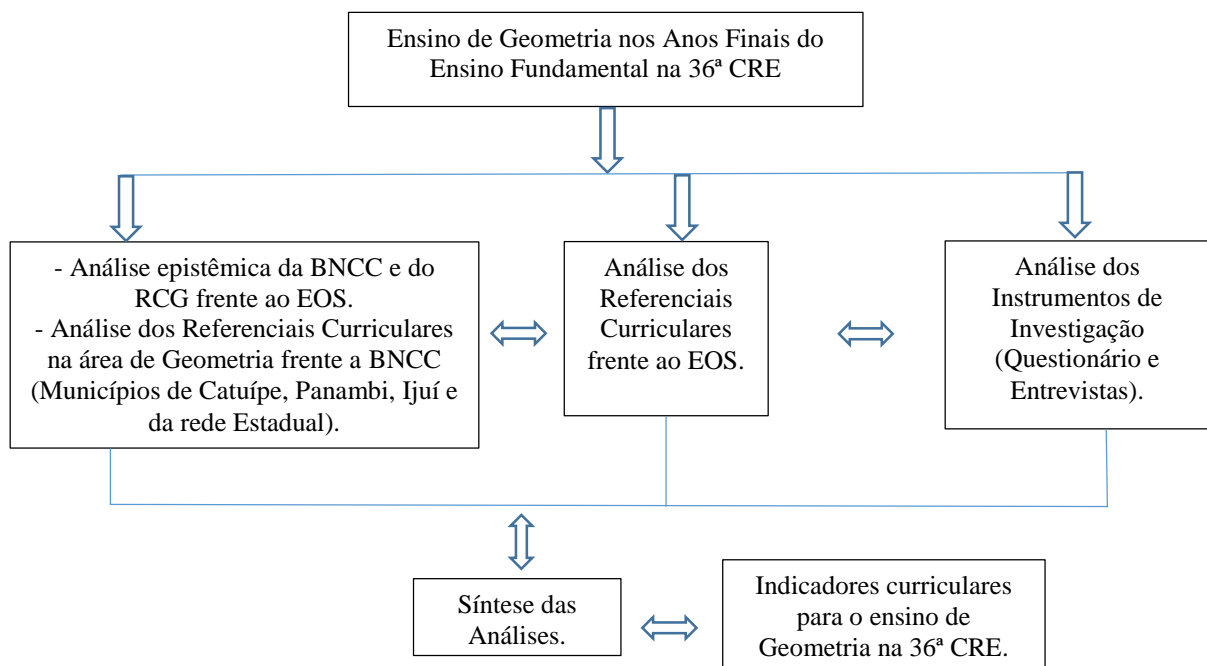 Ensino de Geometria nos Anos Finais do
Ensino Fundamental na 36ª CRE
- Análise epistêmica da BNCC e do
RCG frente ao EOS.
- Análise dos Referenciais Curriculares
na área de Geometria frente a BNCC
(Municípios de Catuípe, Panambi, Ijuí e
da rede Estadual).
Análise dos
Referenciais
Curriculares
frente ao EOS.
Análise dos
Instrumentos de
Investigação
(Questionário e
Entrevistas).
Síntese das
Análises.
Indicadores curriculares
para o ensino de
Geometria na 36ª CRE.